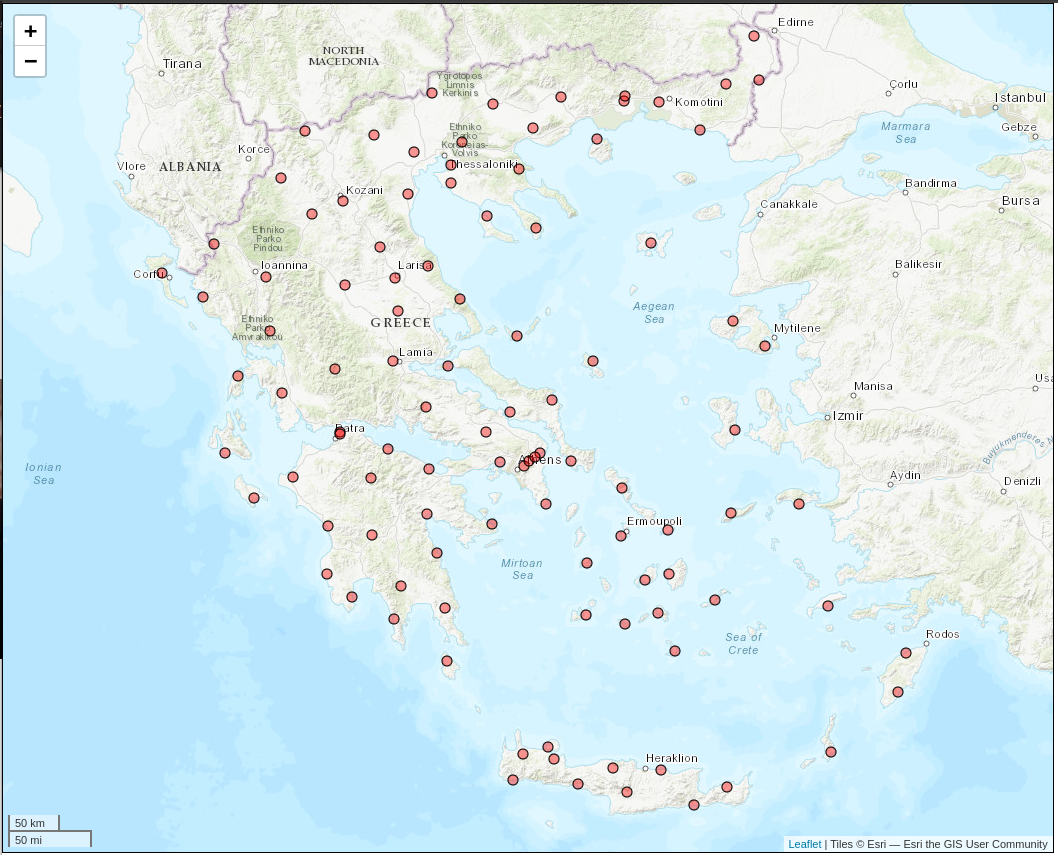 +
−
Edirne
Tirana
NORTH
MACEDONIA
Ygrotopos
Limnis
Kerkinis
Komotini
Çorlu
Istanbul
Gebze
Marmara
Sea
Ethniko
Parko
Volvis
Korce
Vlore
ALBANIA
Thessaloniki
Kozani
Bandirma
Canakkale
Bursa
Ethniko
Parko
Pindou
Corfu
Ioannina
Larisa
Balikesir
Aegean
Sea
GREECE
Ethniko
Parko
Amvrakikou
Mytilene
Lamia
Manisa
Izmir
Patra
Athens
Ionian
Sea
Aydin
Denizli
Ermoupoli
Mirtoan
Sea
Sea of
Crete
Rodos
Heraklion
50 km
50 mi
Leaflet | Tiles © Esri — Esri the GIS User Community